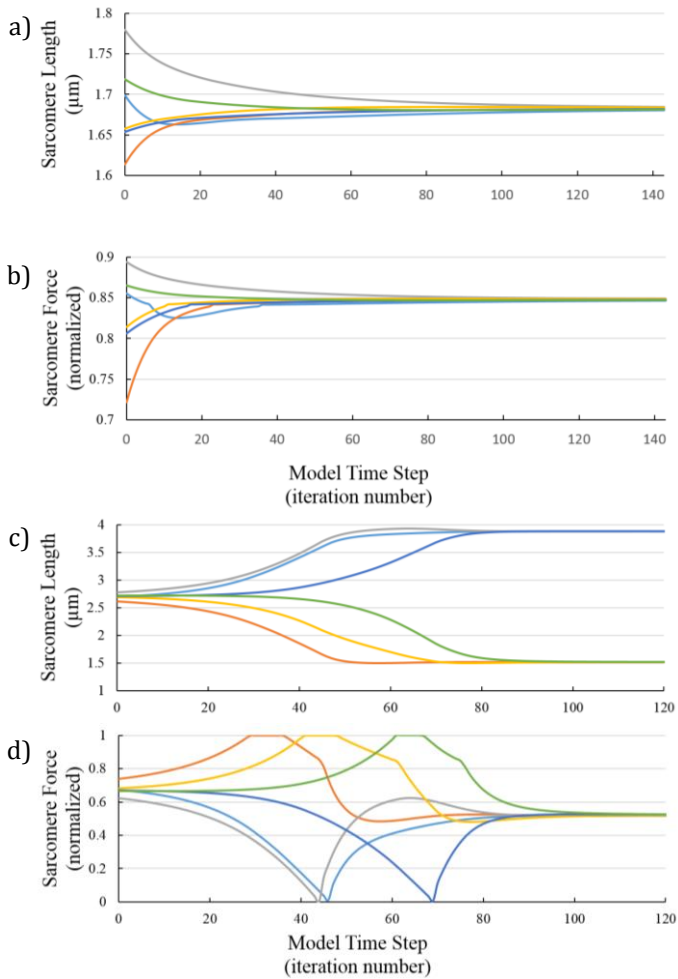 a)
Sarcomere Length
(µm)
1.8
1.75
1.7
1.65
1.6
0 20 40 60 80 100 120 140
b)
Sarcomere Force
(normalized)
0.9
0.85
0.8
0.75
0.7
0 20 40 60 80 100 120 140
Model Time Step
(iteration number)
c)
Sarcomere Length
(µm)
4
3.5
3
2.5
2
1.5
1
0 20 40 60 80 100 120
d)
Sarcomere Force
(normalized)
1
0.8
0.6
0.4
0.2
0
0 20 40 60 80 100 120
Model Time Step
(iteration number)